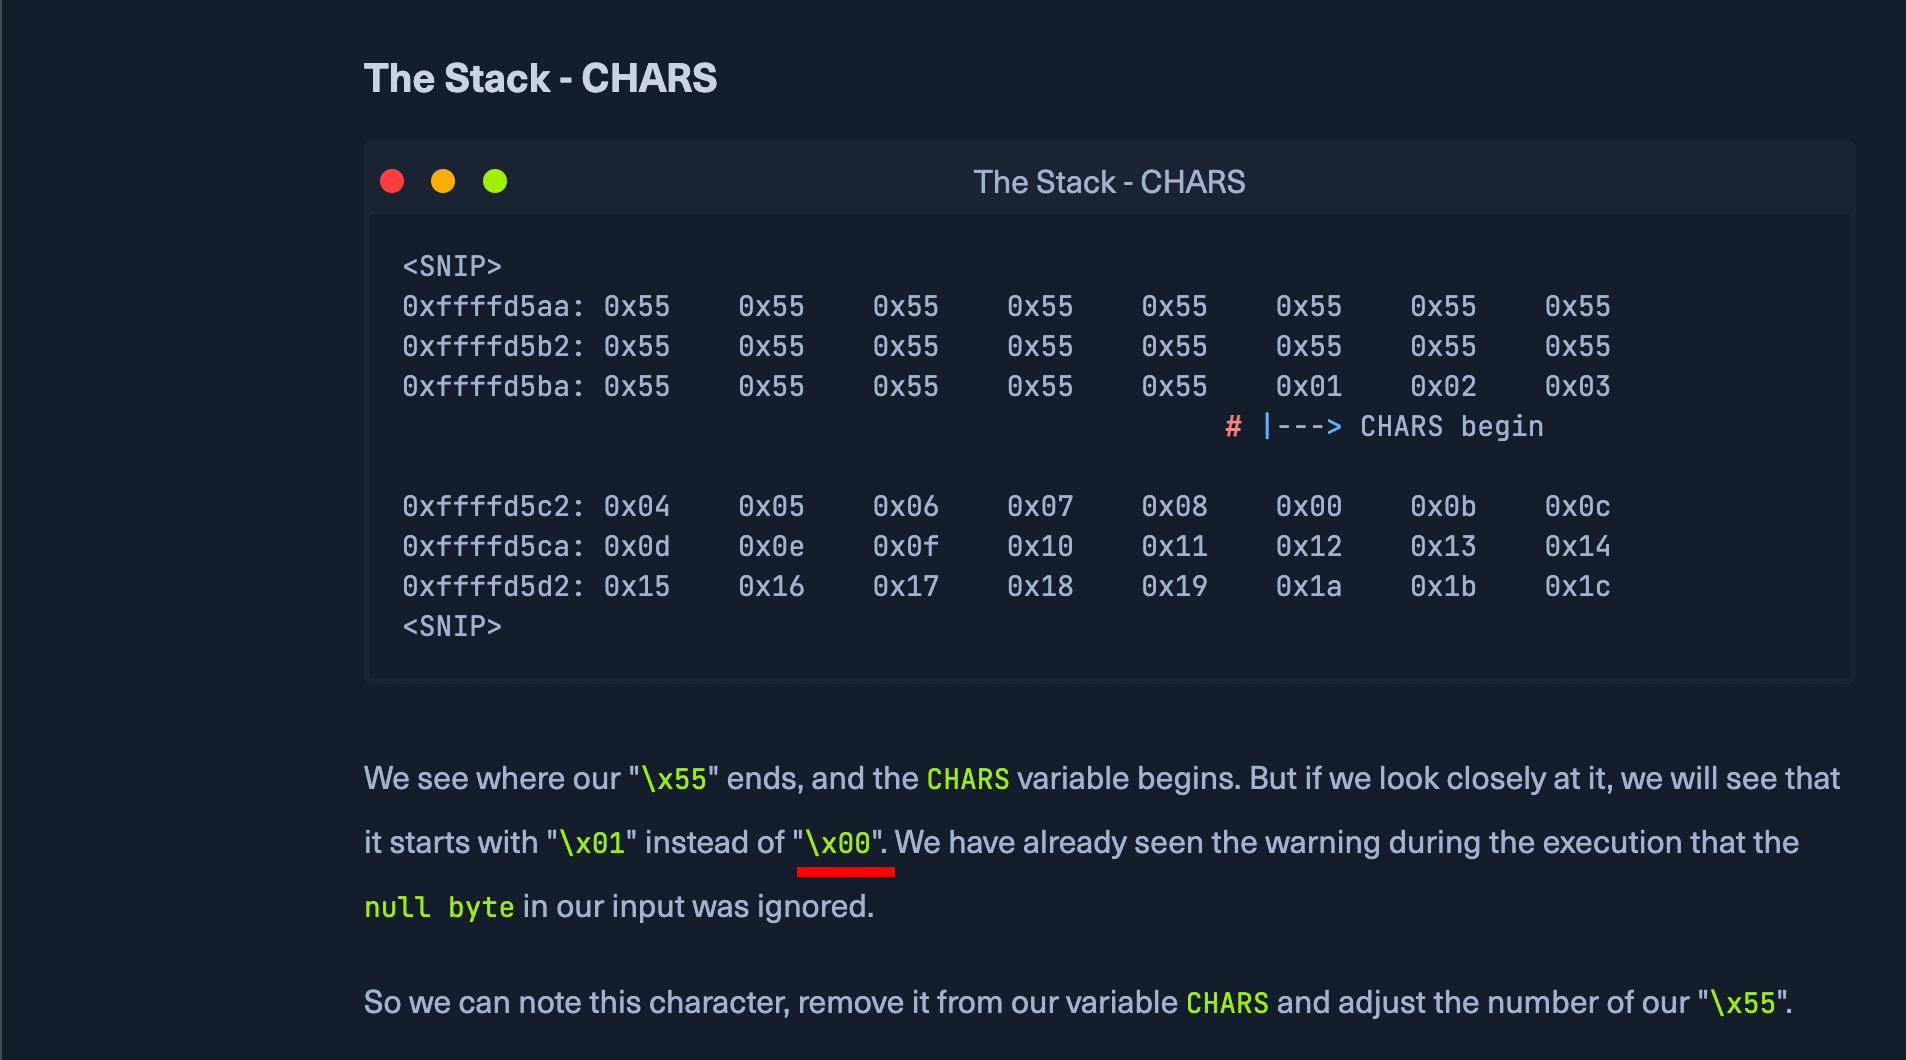 The Stack - CHARS
The Stack - CHARS
<SNIP>
0xffffd5aa: 0x55 0x55 0x55 0x55 0x55 0x55 0x55 0x55
0xffffd5b2: 0x55 0x55 0x55 0x55 0x55 0x55 0x55 0x55
0xffffd5ba: 0x55 0x55 0x55 0x55 0x55 0x01 0x02 0x03
# |---> CHARS begin
0xffffd5c2: 0x04 0x05 0x06 0x07 0x08 0x00 0x0b 0x0c
0xffffd5ca: 0x0d 0x0e 0x0f 0x10 0x11 0x12 0x13 0x14
0xffffd5d2: 0x15 0x16 0x17 0x18 0x19 0x1a 0x1b 0x1c
<SNIP>
We see where our "\x55" ends, and the CHARS variable begins. But if we look closely at it, we will see that
it starts with "\x01" instead of "\x00". We have already seen the warning during the execution that the
null byte in our input was ignored.
So we can note this character, remove it from our variable CHARS and adjust the number of our "\x55".